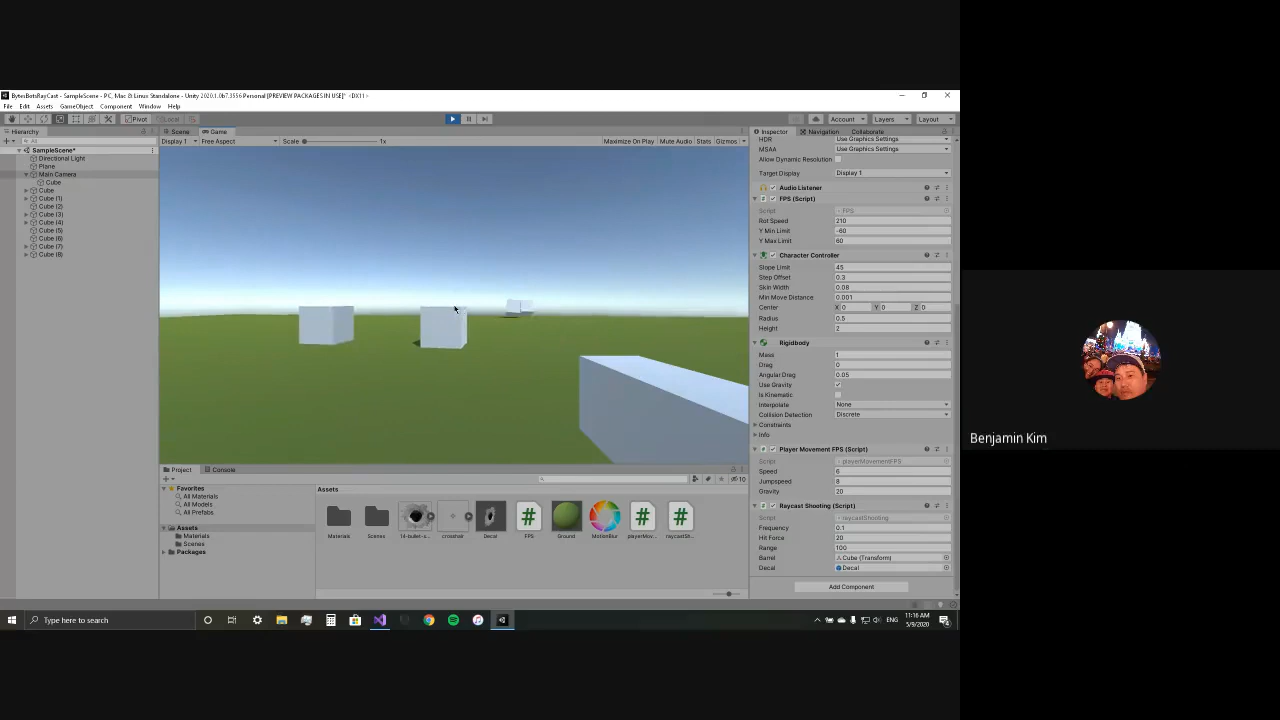 BytesBotsRayCast - SampleScene - PC, Mac & Linux Standalone - Unity 2020.1.0b7.3556 Personal [PREVIEW PACKAGES IN USE]* <DX11>
File Edit Assets GameObject Component Window Help
Pivot Local Account Layers Layout
Hierarchy
All
SampleScene*
Directional Light
Plane
Main Camera
Cube
Cube
Cube (1)
Cube (2)
Cube (3)
Cube (4)
Cube (5)
Cube (6)
Cube (7)
Cube (8)
Scene Game
Display 1 Free Aspect Scale 1x Maximize On Play Mute Audio Stats Gizmos
Inspector Navigation Collaborate
HDR Use Graphics Settings
MSAA Use Graphics Settings
Allow Dynamic Resolution
Target Display Display 1
Audio Listener
FPS (Script)
Script FPS
Rot Speed 210
Y Min Limit -60
Y Max Limit 60
Character Controller
Slope Limit 45
Step Offset 0.3
Skin Width 0.08
Min Move Distance 0.001
Center X 0 Y 0 Z 0
Radius 0.5
Height 2
Rigidbody
Mass 1
Drag 0
Angular Drag 0.05
Use Gravity
Is Kinematic
Interpolate None
Collision Detection Discrete
Constraints
Info
Player Movement FPS (Script)
Script playerMovementFPS
Speed 6
Jumpspeed 8
Gravity 20
Raycast Shooting (Script)
Script raycastShooting
Frequency 0.1
Hit Force 20
Range 100
Barrel Cube (Transform)
Decal Decal
Add Component
Project Console
10
Favorites
All Materials
All Models
All Prefabs
Assets
Materials
Scenes
Packages
Assets
Materials Scenes 14-bullet-s... crosshair Decal FPS Ground MotionBlur playerMov... raycastSh...
Type here to search
ENG
11:16 AM
5/9/2020
Benjamin Kim